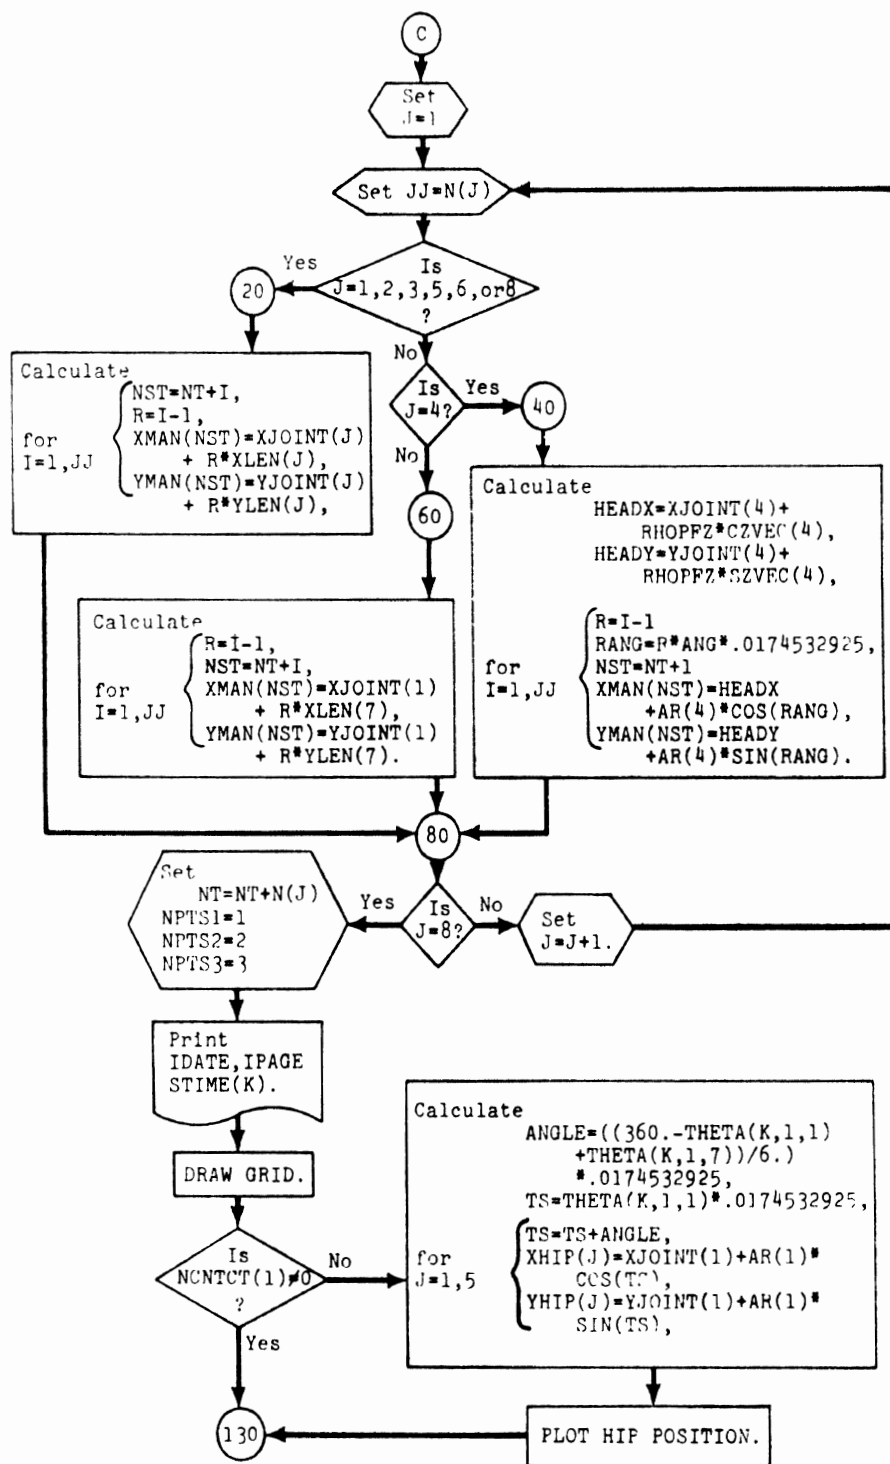 C
Set
J=1
Set JJ=N(J)
Is
J=1,2,3,5,6,or8
?
Yes
20
No
Calculate
for
I=1,JJ
NST=NT+I,
R=I-1,
XMAN(NST)=XJOINT(J)
+ R*XLEN(J),
YMAN(NST)=YJOINT(J)
+ R*YLEN(J),
Is
J=4?
Yes
40
No
60
Calculate
HEADX=XJOINT(4)+
RHOPFZ*CZVEC(4),
HEADY=YJOINT(4)+
RHOPFZ*SZVEC(4),
for
I=1,JJ
R=I-1
RANG=R*ANG*.0174532925,
NST=NT+1
XMAN(NST)=HEADX
+AR(4)*COS(RANG),
YMAN(NST)=HEADY
+AR(4)*SIN(RANG).
Calculate
for
I=1,JJ
R=I-1,
NST=NT+I,
XMAN(NST)=XJOINT(1)
+ R*XLEN(7),
YMAN(NST)=YJOINT(1)
+ R*YLEN(7).
80
Is
J=8?
Yes
No
Set
J=J+1.
Set
NT=NT+N(J)
NPTS1=1
NPTS2=2
NPTS3=3
Print
IDATE,IPAGE
STIME(K).
DRAW GRID.
Is
NCNTCT(1)≠0
?
No
Yes
Calculate
ANGLE=((360.-THETA(K,1,1)
+THETA(K,1,7))/6.)
*.0174532925,
TS=THETA(K,1,1)*.0174532925,
for
J=1,5
TS=TS+ANGLE,
XHIP(J)=XJOINT(1)+AR(1)*
COS(TS),
YHIP(J)=YJOINT(1)+AR(1)*
SIN(TS),
PLOT HIP POSITION.
130